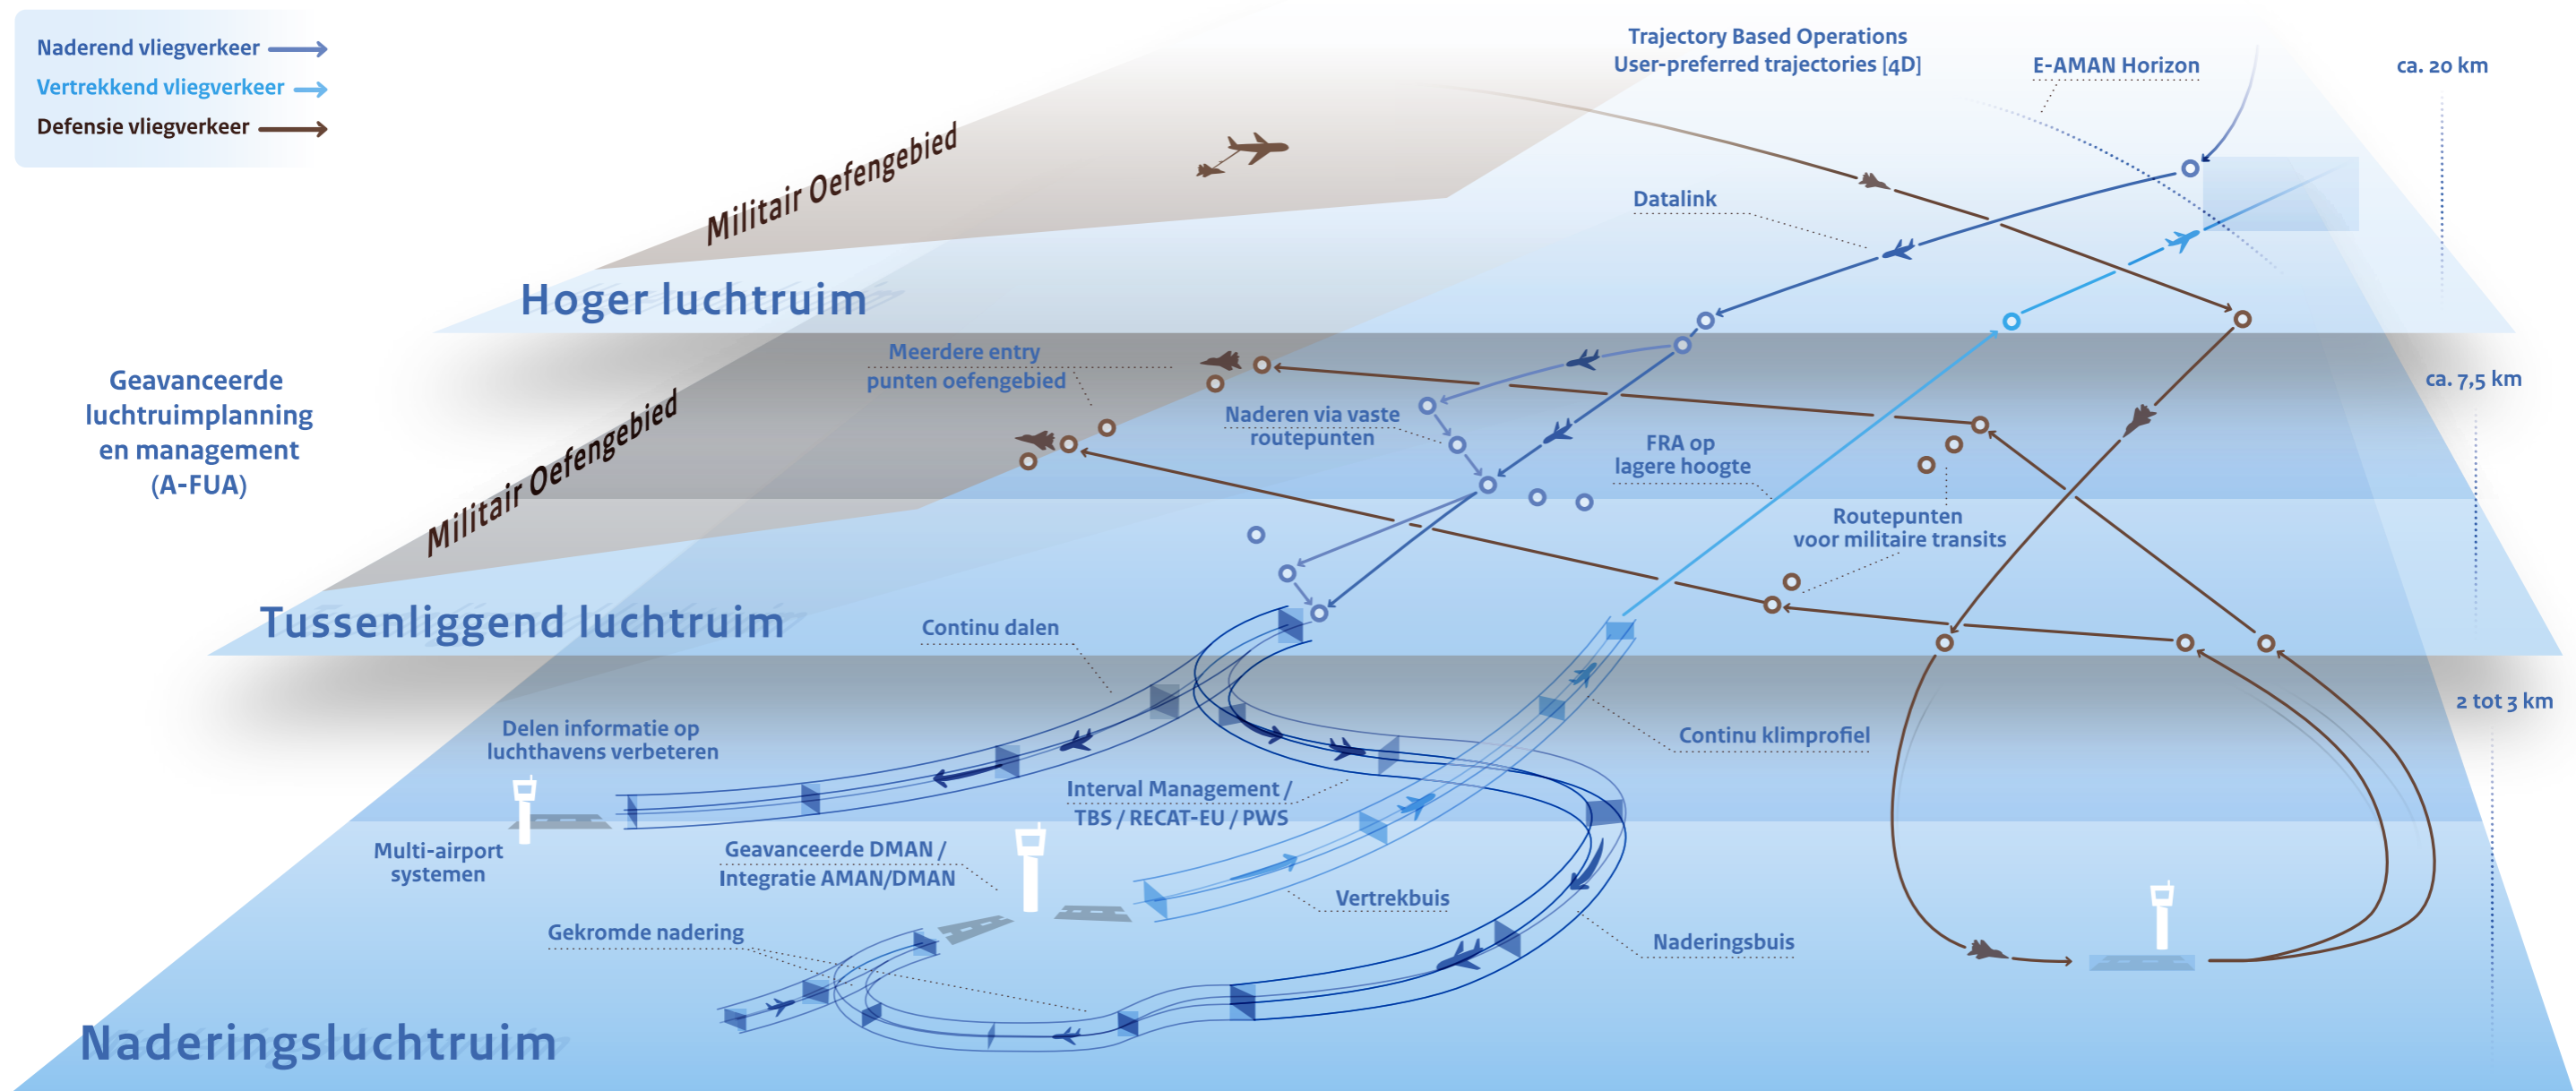 Naderend vliegverkeer
Vertrekkend vliegverkeer
Defensie vliegverkeer
Trajectory Based Operations
User-preferred trajectories [4D]
E-AMAN Horizon
ca. 20 km
Militair Oefengebied
Datalink
Hoger luchtruim
Geavanceerde
luchtruimplanning
en management
(A-FUA)
Meerdere entry
punten oefengebied
ca. 7,5 km
Militair Oefengebied
Naderen via vaste
routepunten
FRA op
lagere hoogte
Routepunten
voor militaire transits
Tussenliggend luchtruim
Continu dalen
2 tot 3 km
Delen informatie op
luchthavens verbeteren
Continu klimprofiel
Interval Management /
TBS / RECAT-EU / PWS
Multi-airport
systemen
Geavanceerde DMAN /
Integratie AMAN/DMAN
Vertrekbuis
Gekromde nadering
Naderingsbuis
Naderingsluchtruim